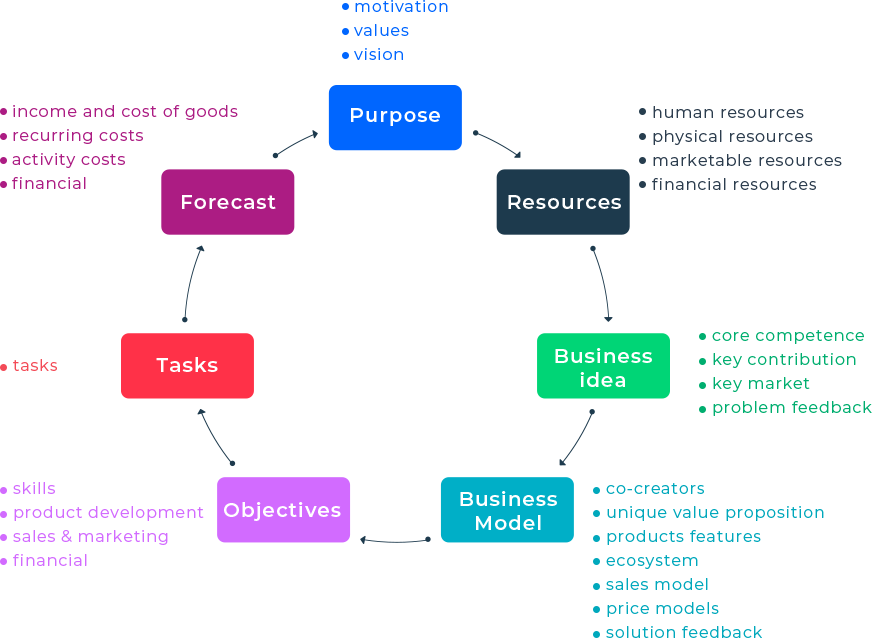 • motivation
• values
• vision
Purpose
• human resources
• physical resources
• marketable resources
• financial resources
Resources
• core competence
• key contribution
• key market
• problem feedback
Business
idea
• co-creators
• unique value proposition
• products features
• ecosystem
• sales model
• price models
• solution feedback
Business
Model
• skills
• product development
• sales & marketing
• financial
Objectives
• tasks
Tasks
• income and cost of goods
• recurring costs
• activity costs
• financial
Forecast